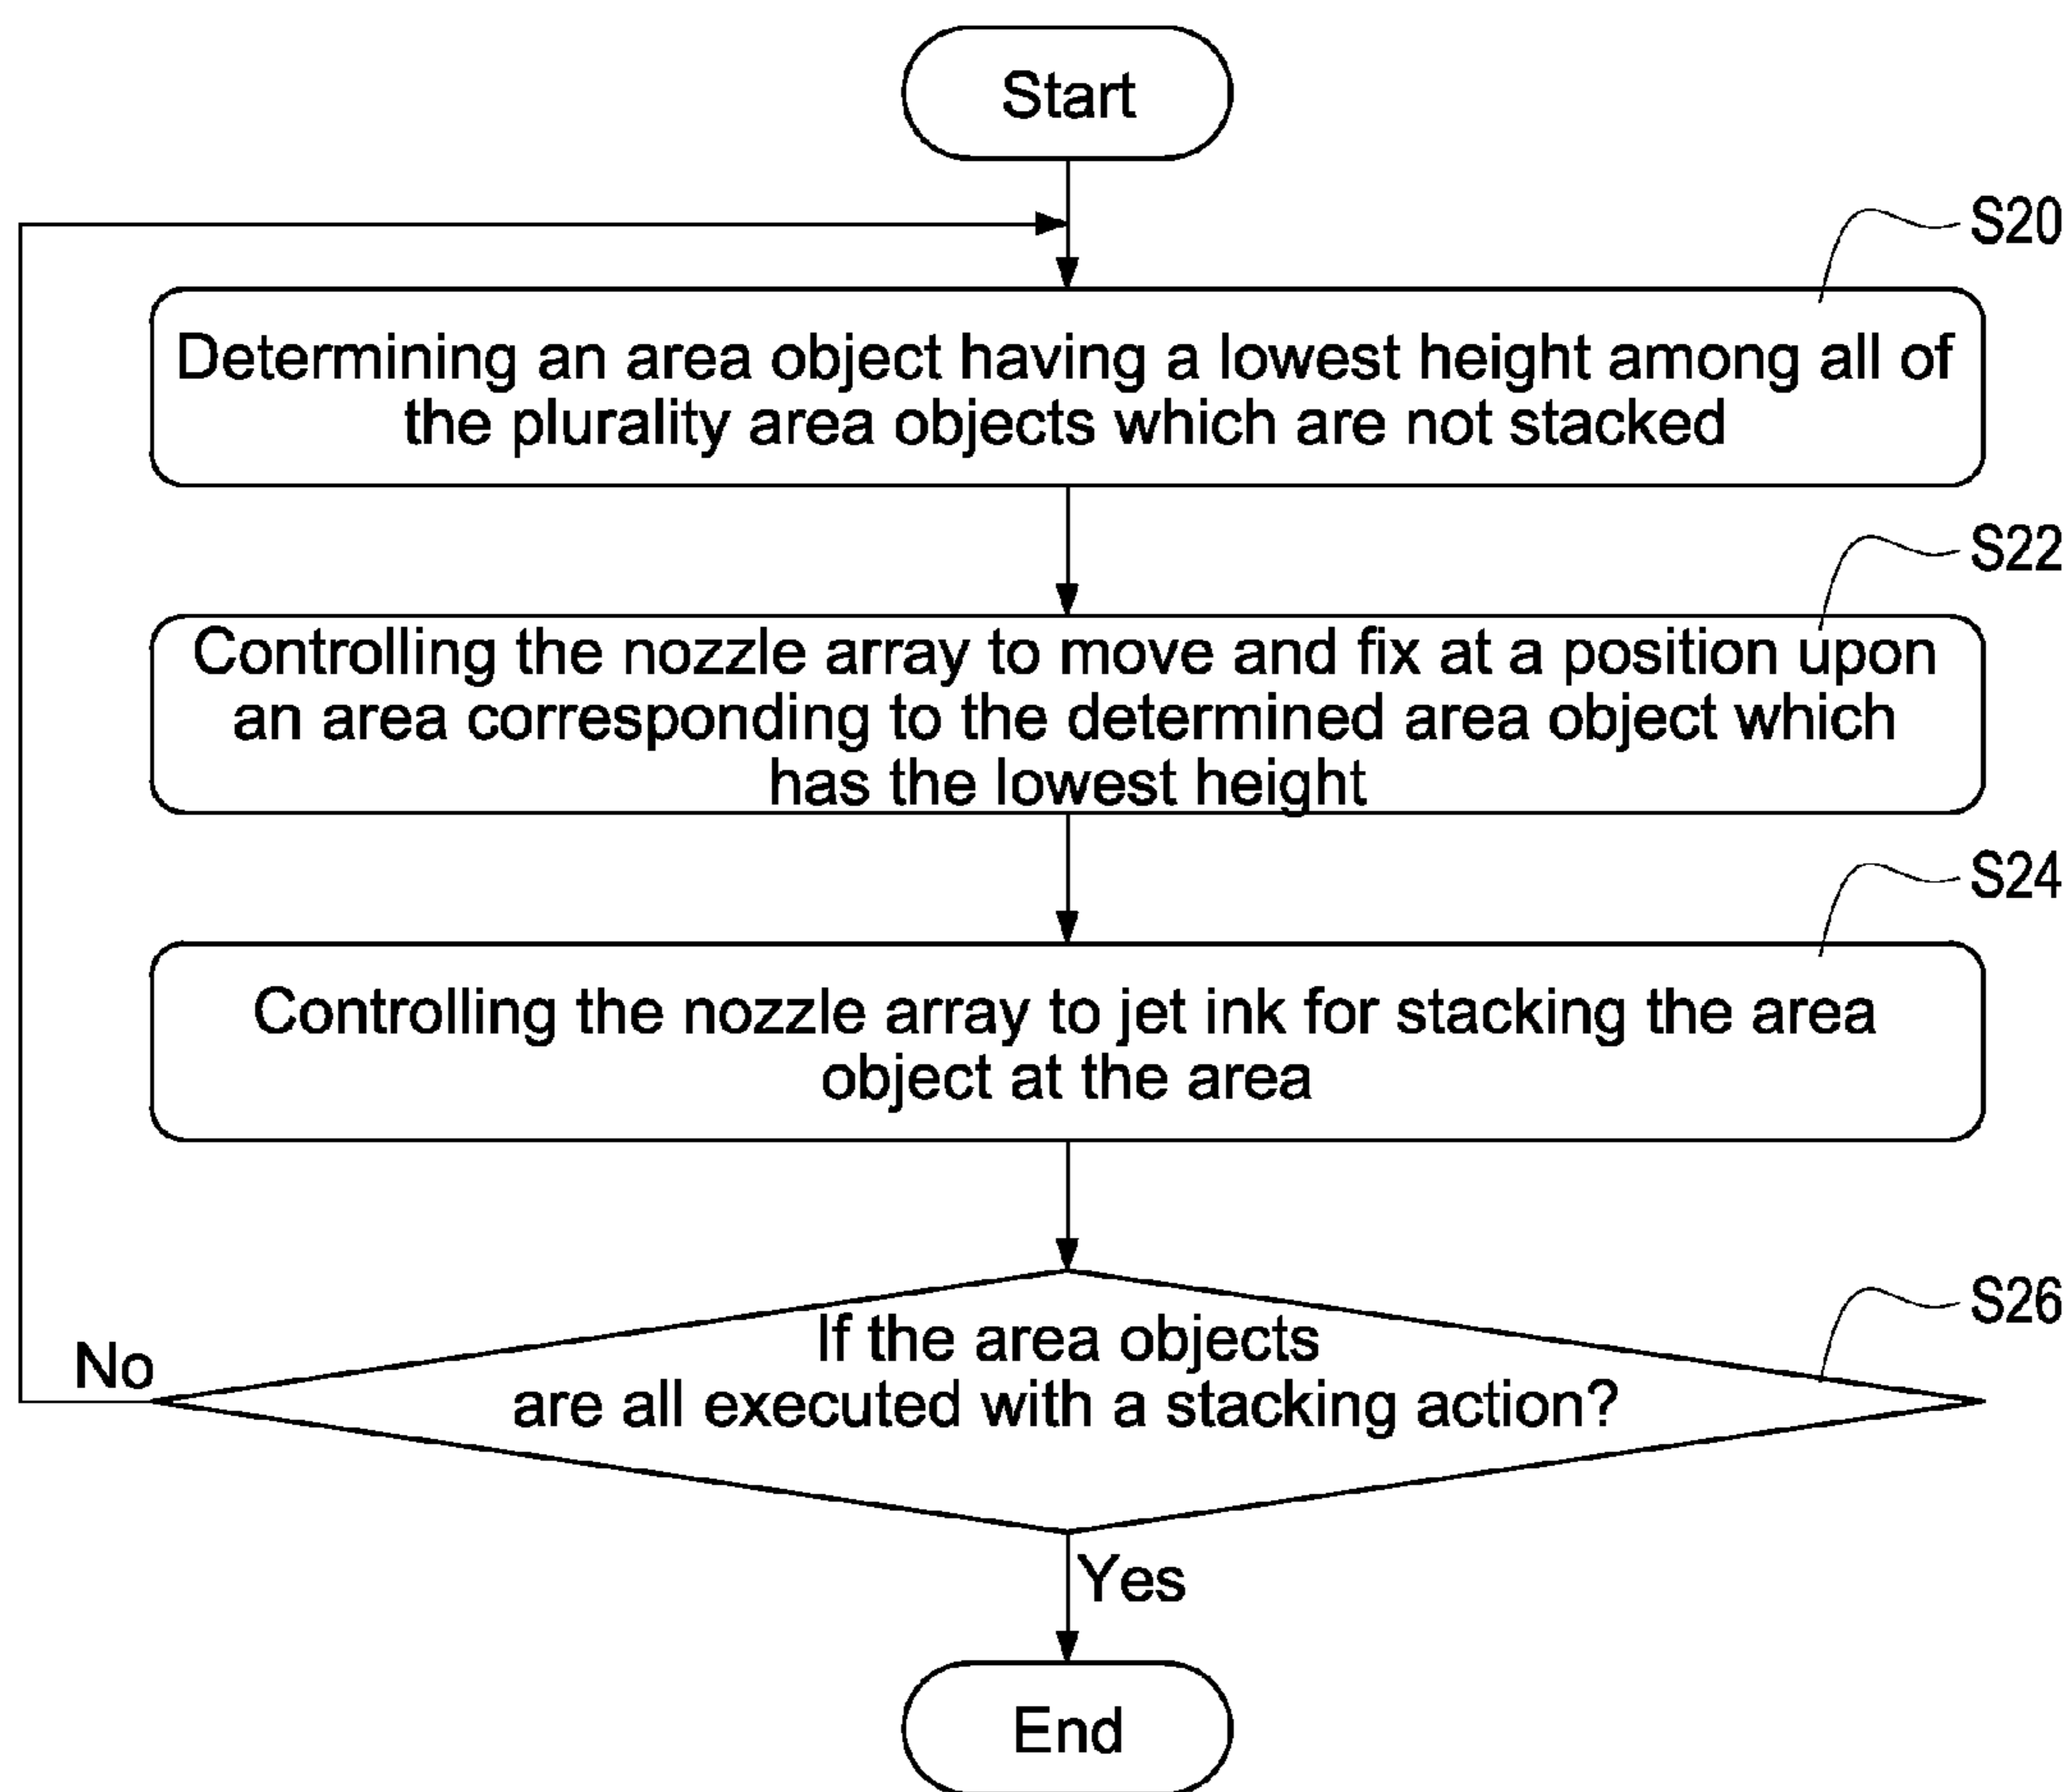 Start
S20
Determining an area object having a lowest height among all of
the plurality area objects which are not stacked
S22
Controlling the nozzle array to move and fix at a position upon
an area corresponding to the determined area object which
has the lowest height
S24
Controlling the nozzle array to jet ink for stacking the area
object at the area
S26
If the area objects
are all executed with a stacking action?
No
Yes
End